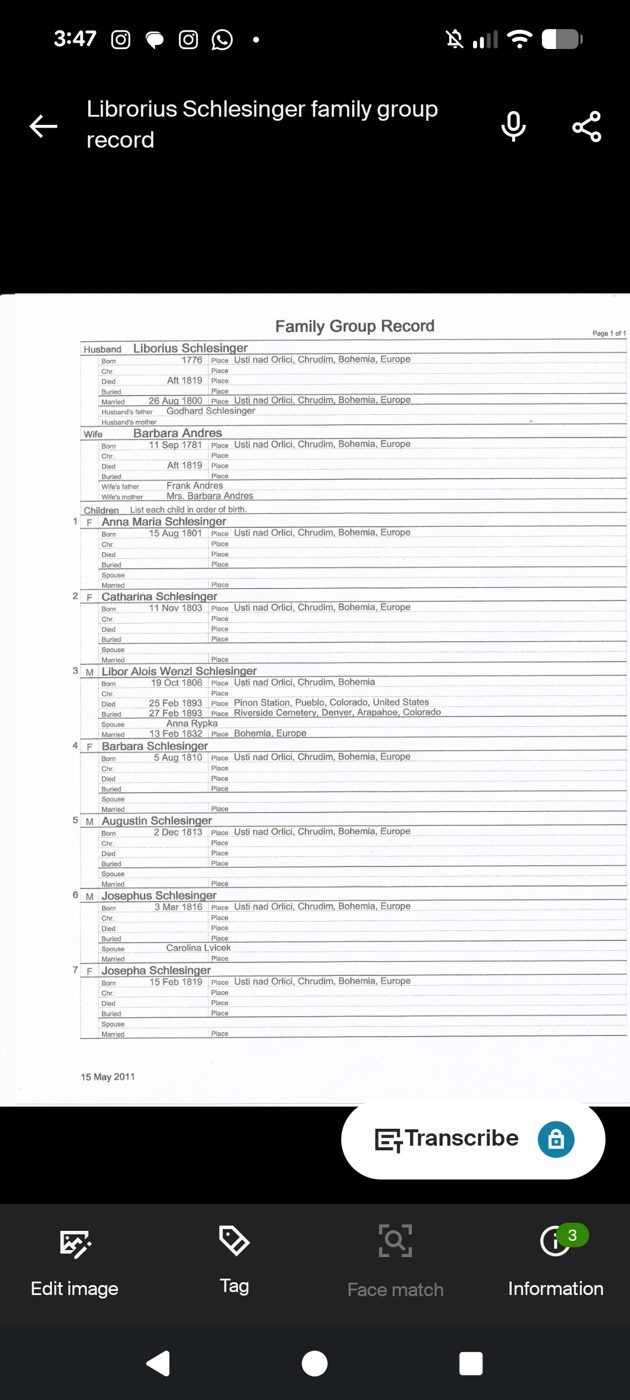 3:47
Librorius Schlesinger family group
record
Family Group Record
Page 1 of 1
Husband Liborius Schlesinger
Born 1776 Place Usti nad Orlici, Chrudim, Bohemia, Europe
Chr. Place
Died Aft 1819 Place
Buried Place
Married 26 Aug 1800 Place Usti nad Orlici, Chrudim, Bohemia, Europe
Husband's father Godhard Schlesinger
Husband's mother
Wife Barbara Andres
Born 11 Sep 1781 Place Usti nad Orlici, Chrudim, Bohemia, Europe
Chr. Place
Died Aft 1819 Place
Buried Place
Wife's father Frank Andres
Wife's mother Mrs. Barbara Andres
Children List each child in order of birth.
1 F Anna Maria Schlesinger
Born 15 Aug 1801 Place Usti nad Orlici, Chrudim, Bohemia, Europe
Chr. Place
Died Place
Buried Place
Spouse
Married Place
2 F Catharina Schlesinger
Born 11 Nov 1803 Place Usti nad Orlici, Chrudim, Bohemia, Europe
Chr. Place
Died Place
Buried Place
Spouse
Married Place
3 M Libor Alois Wenzl Schlesinger
Born 19 Oct 1806 Place Usti nad Orlici, Chrudim, Bohemia
Chr. Place
Died 25 Feb 1893 Place Pinon Station, Pueblo, Colorado, United States
Buried 27 Feb 1893 Place Riverside Cemetery, Denver, Arapahoe, Colorado
Spouse Anna Rypka
Married 13 Feb 1832 Place Bohemia, Europe
4 F Barbara Schlesinger
Born 5 Aug 1810 Place Usti nad Orlici, Chrudim, Bohemia, Europe
Chr. Place
Died Place
Buried Place
Spouse
Married Place
5 M Augustin Schlesinger
Born 2 Dec 1813 Place Usti nad Orlici, Chrudim, Bohemia, Europe
Chr. Place
Died Place
Buried Place
Spouse
Married Place
6 M Josephus Schlesinger
Born 3 Mar 1816 Place Usti nad Orlici, Chrudim, Bohemia, Europe
Chr. Place
Died Place
Buried Place
Spouse Carolina Lvicek
Married Place
7 F Josepha Schlesinger
Born 15 Feb 1819 Place Usti nad Orlici, Chrudim, Bohemia, Europe
Chr. Place
Died Place
Buried Place
Spouse
Married Place
15 May 2011
Transcribe
3
Edit image Tag Face match Information